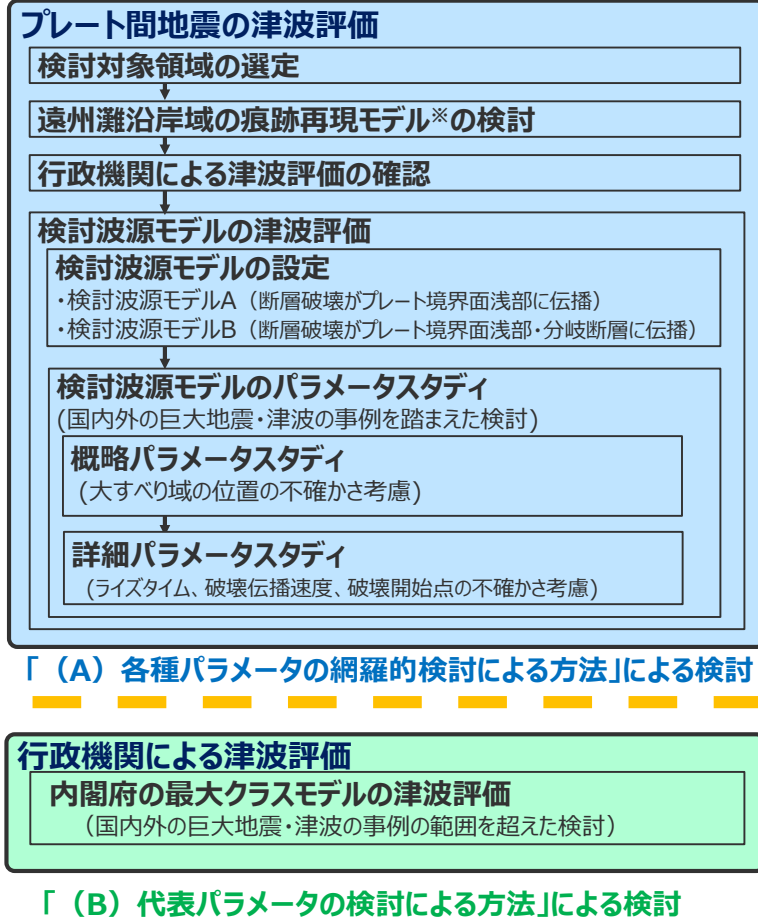 プレート間地震の津波評価
検討対象領域の選定
遠州灘沿岸域の痕跡再現モデル※の検討
行政機関による津波評価の確認
検討波源モデルの津波評価
検討波源モデルの設定
・検討波源モデルA（断層破壊がプレート境界面浅部に伝播）
・検討波源モデルB（断層破壊がプレート境界面浅部・分岐断層に伝播）
検討波源モデルのパラメータスタディ
(国内外の巨大地震・津波の事例を踏まえた検討)
概略パラメータスタディ
(大すべり域の位置の不確かさ考慮)
詳細パラメータスタディ
(ライズタイム、破壊伝播速度、破壊開始点の不確かさ考慮)
「（A）各種パラメータの網羅的検討による方法」による検討
行政機関による津波評価
内閣府の最大クラスモデルの津波評価
（国内外の巨大地震・津波の事例の範囲を超えた検討）
「（B）代表パラメータの検討による方法」による検討